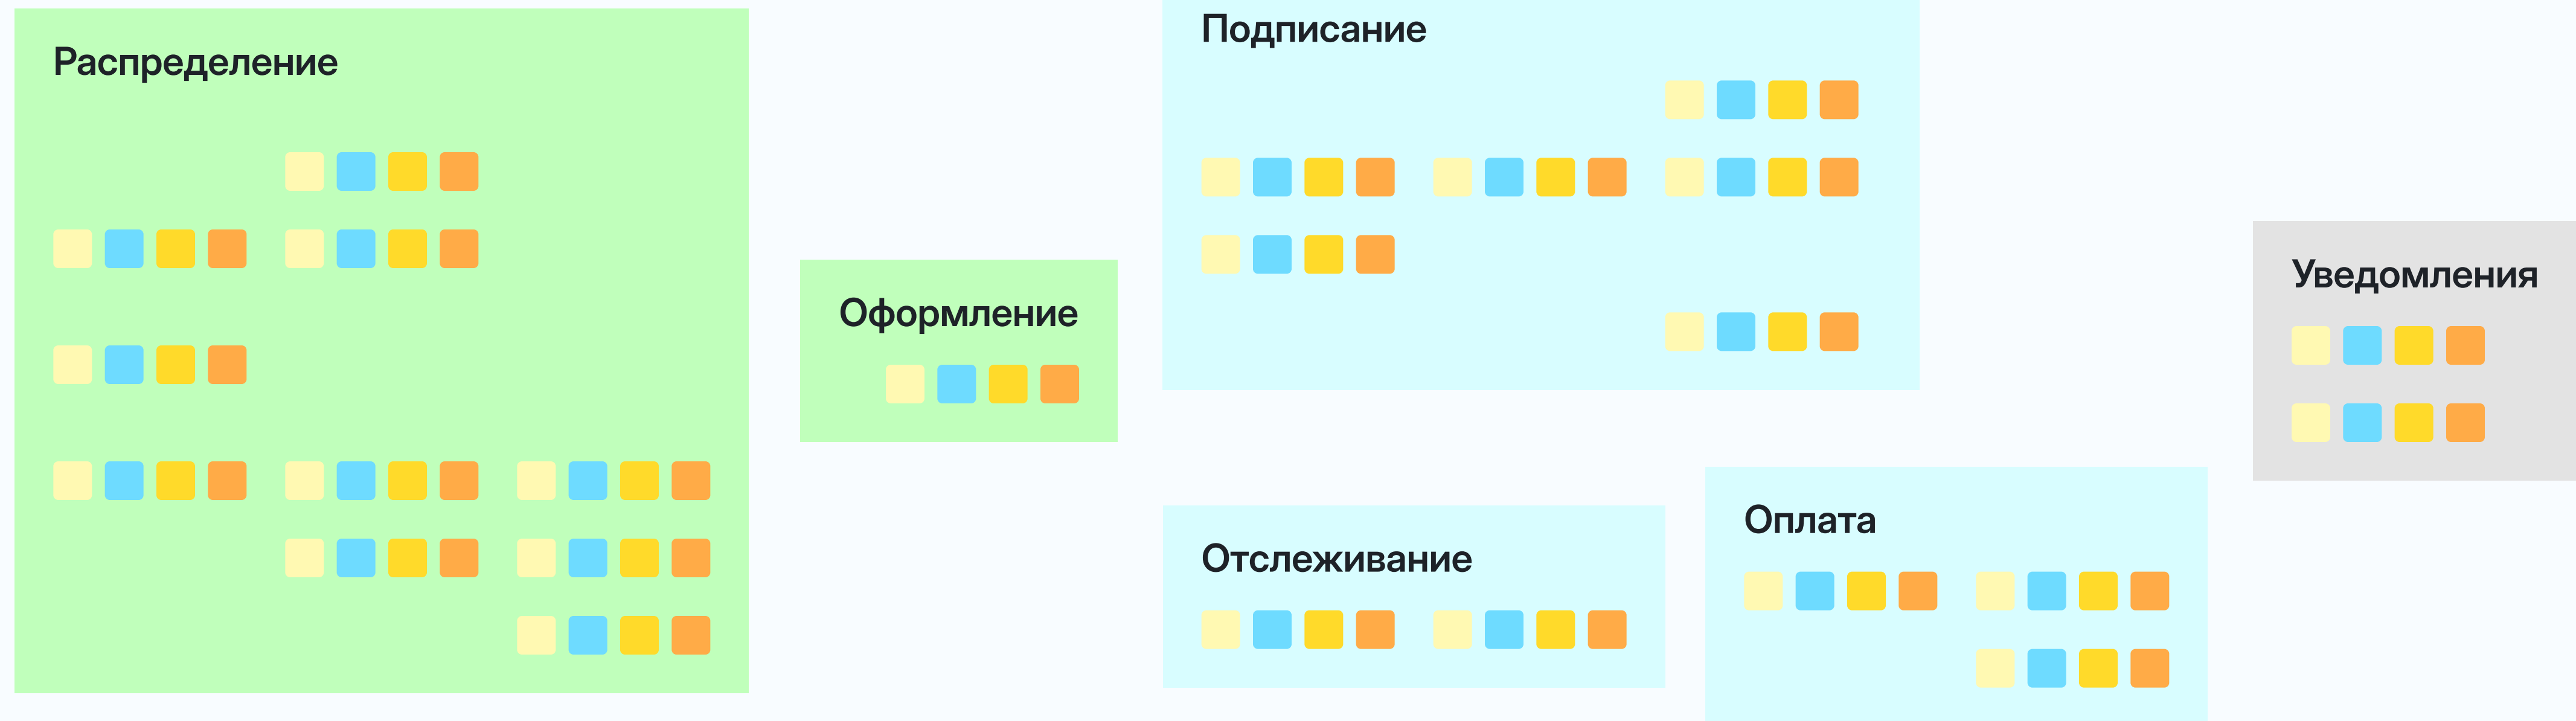 Распределение
Оформление
Подписание
Отслеживание
Оплата
Уведомления